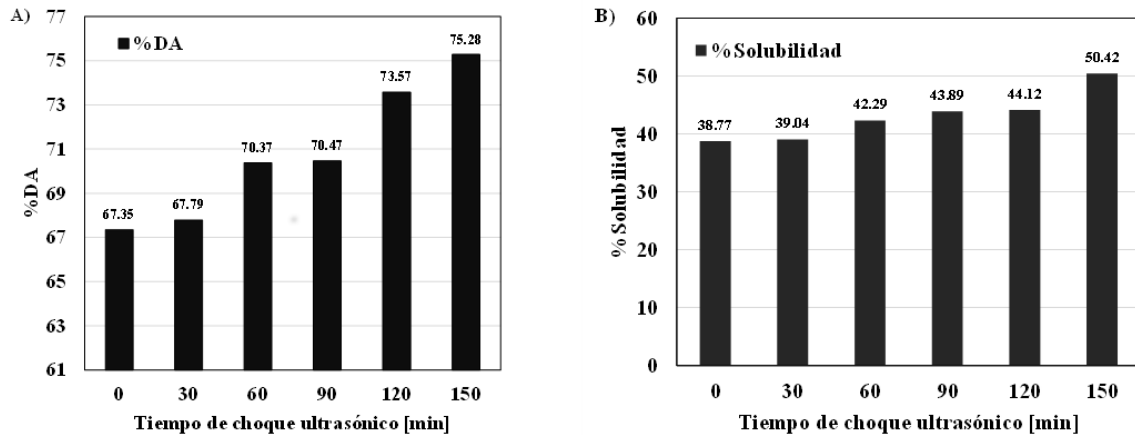 A)
%DA
77
75
73
71
69
67
65
63
61
%DA
67.35
67.79
70.37
70.47
73.57
75.28
0 30 60 90 120 150
Tiempo de choque ultrasónico [min]
B)
%Solubilidad
60
50
40
30
20
10
0
%Solubilidad
38.77
39.04
42.29
43.89
44.12
50.42
0 30 60 90 120 150
Tiempo de choque ultrasónico [min]